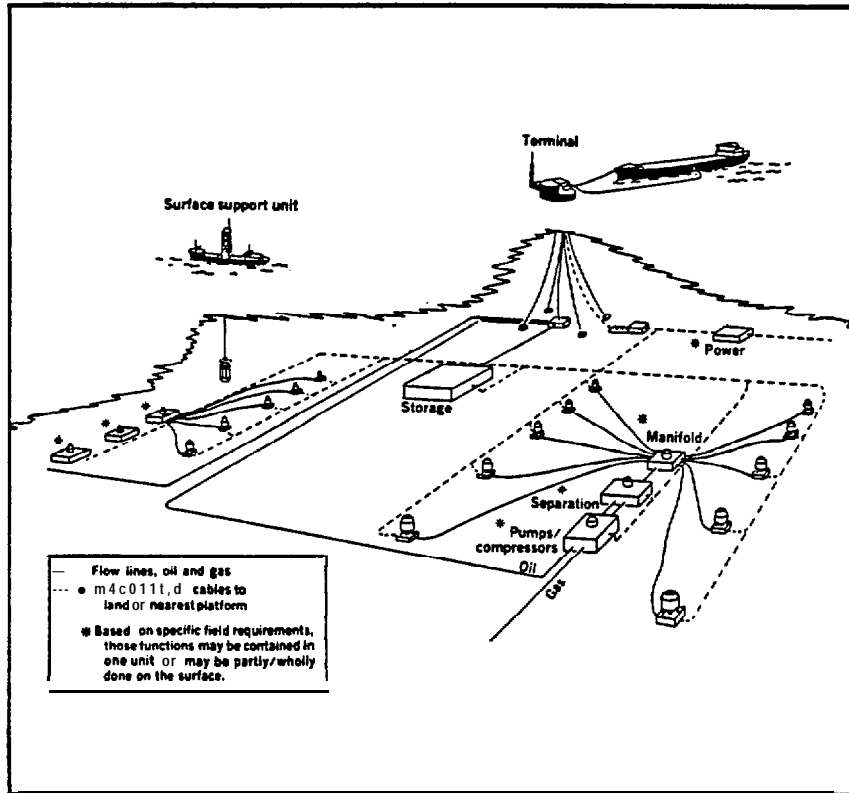 Terminal
Surface support unit
* Power
Storage
*
Manifold
* * *
*
Separation
*
Pumps/
compressors
Oil
Gas
— Flow lines, oil and gas
--- • m4c011t,d cables to
land or nearest platform
* Based on specific field requirements,
those functions may be contained in
one unit or may be partly/wholly
done on the surface.